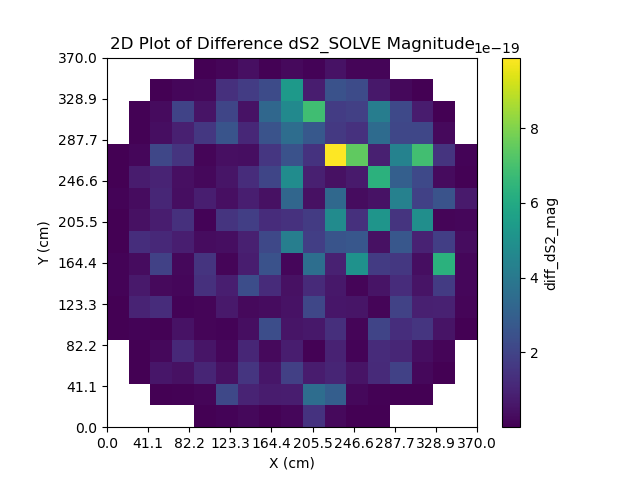 2D Plot of Difference dS2_SOLVE Magnitude
1e−19
370.0
328.9
287.7
246.6
205.5
164.4
123.3
82.2
41.1
0.0
Y (cm)
0.0 41.1 82.2 123.3 164.4 205.5 246.6 287.7 328.9 370.0
X (cm)
8
6
4
2
diff_dS2_mag